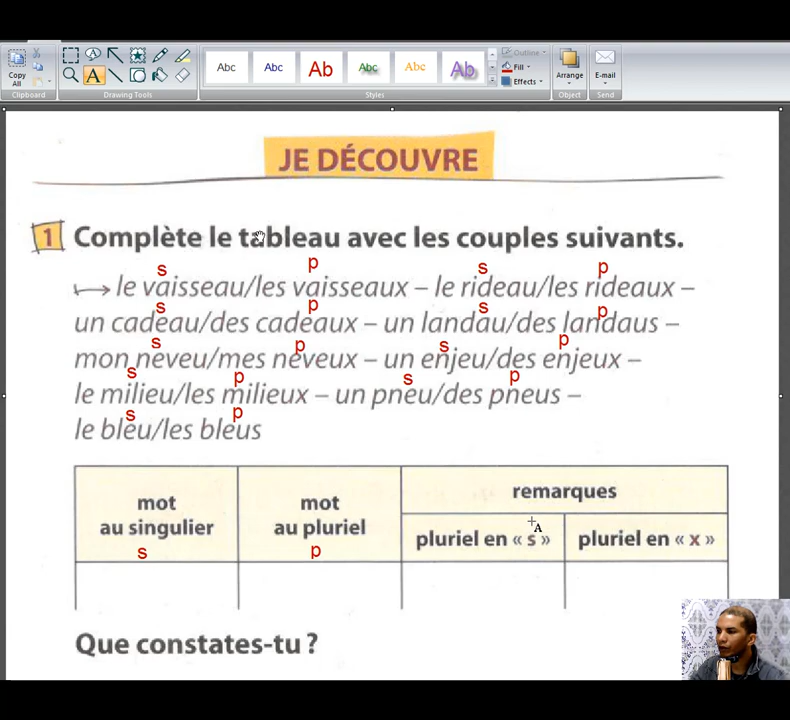 Copy
All
Clipboard
A
Drawing Tools
Abc Abc Ab Abc Abc Ab
Styles
Outline
Fill
Effects
Arrange
Object
E-mail
Send
JE DÉCOUVRE
1 Complète le tableau avec les couples suivants.
s p s p
le vaisseau/les vaisseaux – le rideau/les rideaux –
s p s p
un cadeau/des cadeaux – un landau/des landaus –
s p s p
mon neveu/mes neveux – un enjeu/des enjeux –
s p s p
le milieu/les milieux – un pneu/des pneus –
s p
le bleu/les bleus
mot
au singulier
s
mot
au pluriel
p
remarques
pluriel en « s »
pluriel en « x »
A
Que constates-tu ?